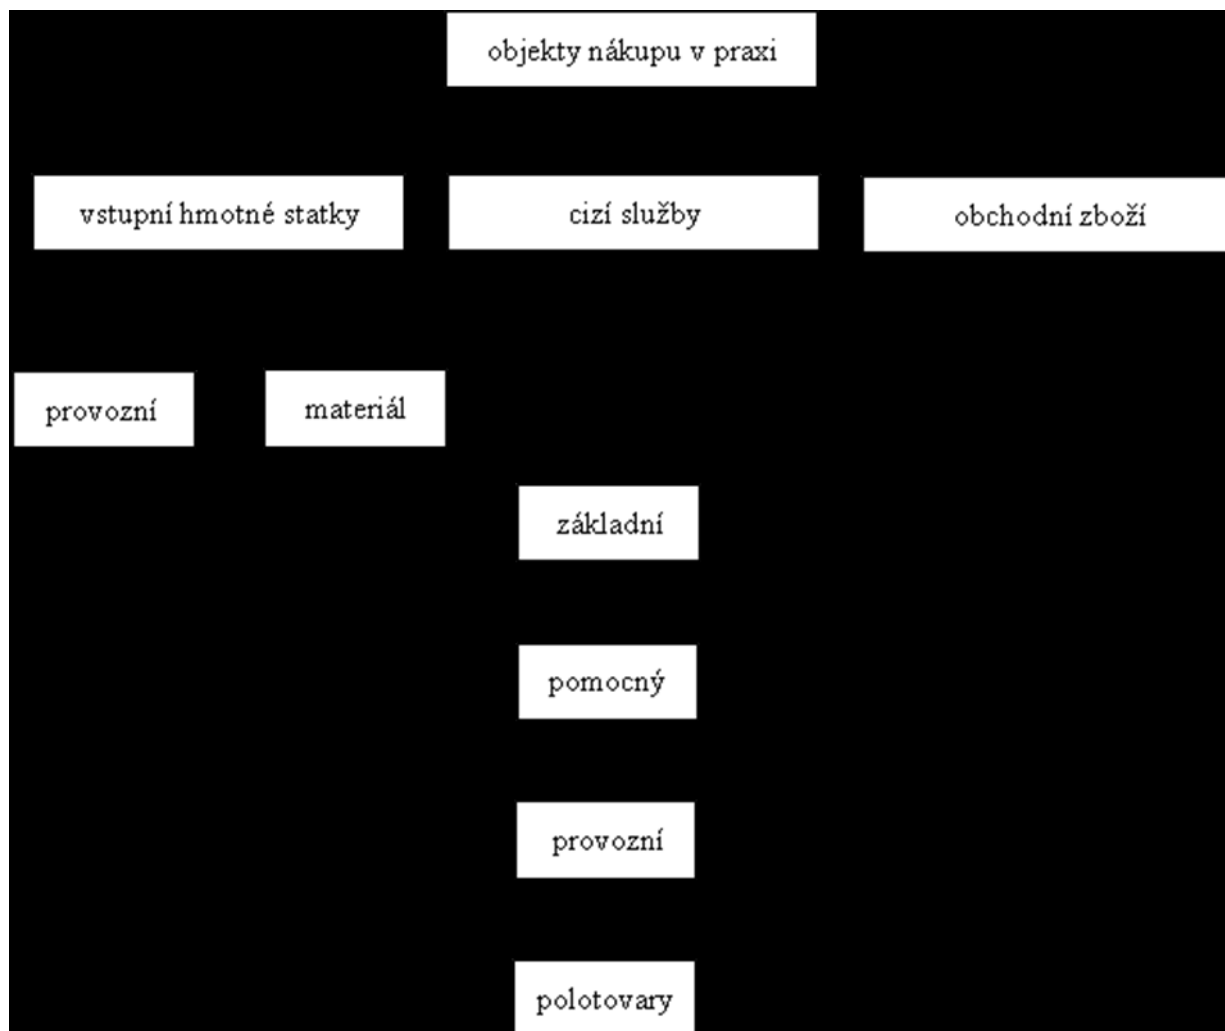 objekty nákupu v praxi
vstupní hmotné statky
cizí služby
obchodní zboží
provozní
materiál
základní
pomocný
provozní
polotovary